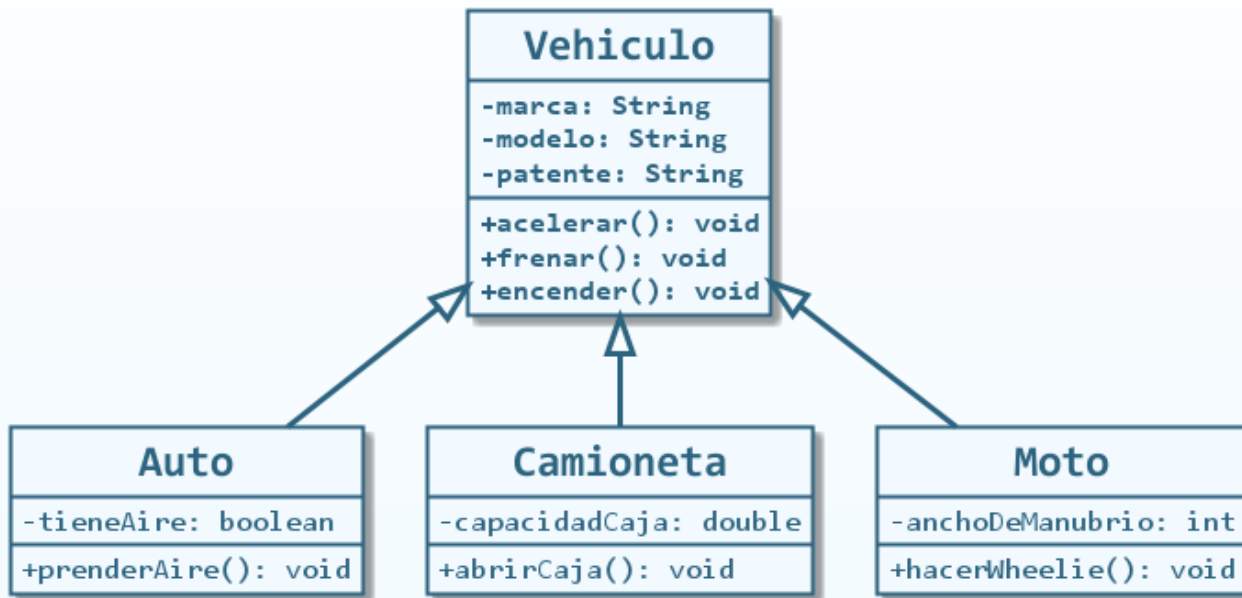 Vehiculo
-marca: String
-modelo: String
-patente: String
+acelerar(): void
+frenar(): void
+encender(): void
Auto
-tieneAire: boolean
+prenderAire(): void
Camioneta
-capacidadCaja: double
+abrirCaja(): void
Moto
-anchoDeManubrio: int
+hacerWheelie(): void